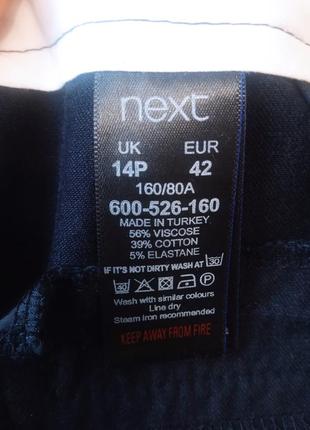 next
UK EUR
14P 42
160/80A
600-526-160
MADE IN TURKEY
56% VISCOSE
39% COTTON
5% ELASTANE
IF IT'S NOT DIRTY WASH AT 30
40
Wash with similar colours
Line dry
Steam iron recommended
KEEP AWAY FROM FIRE